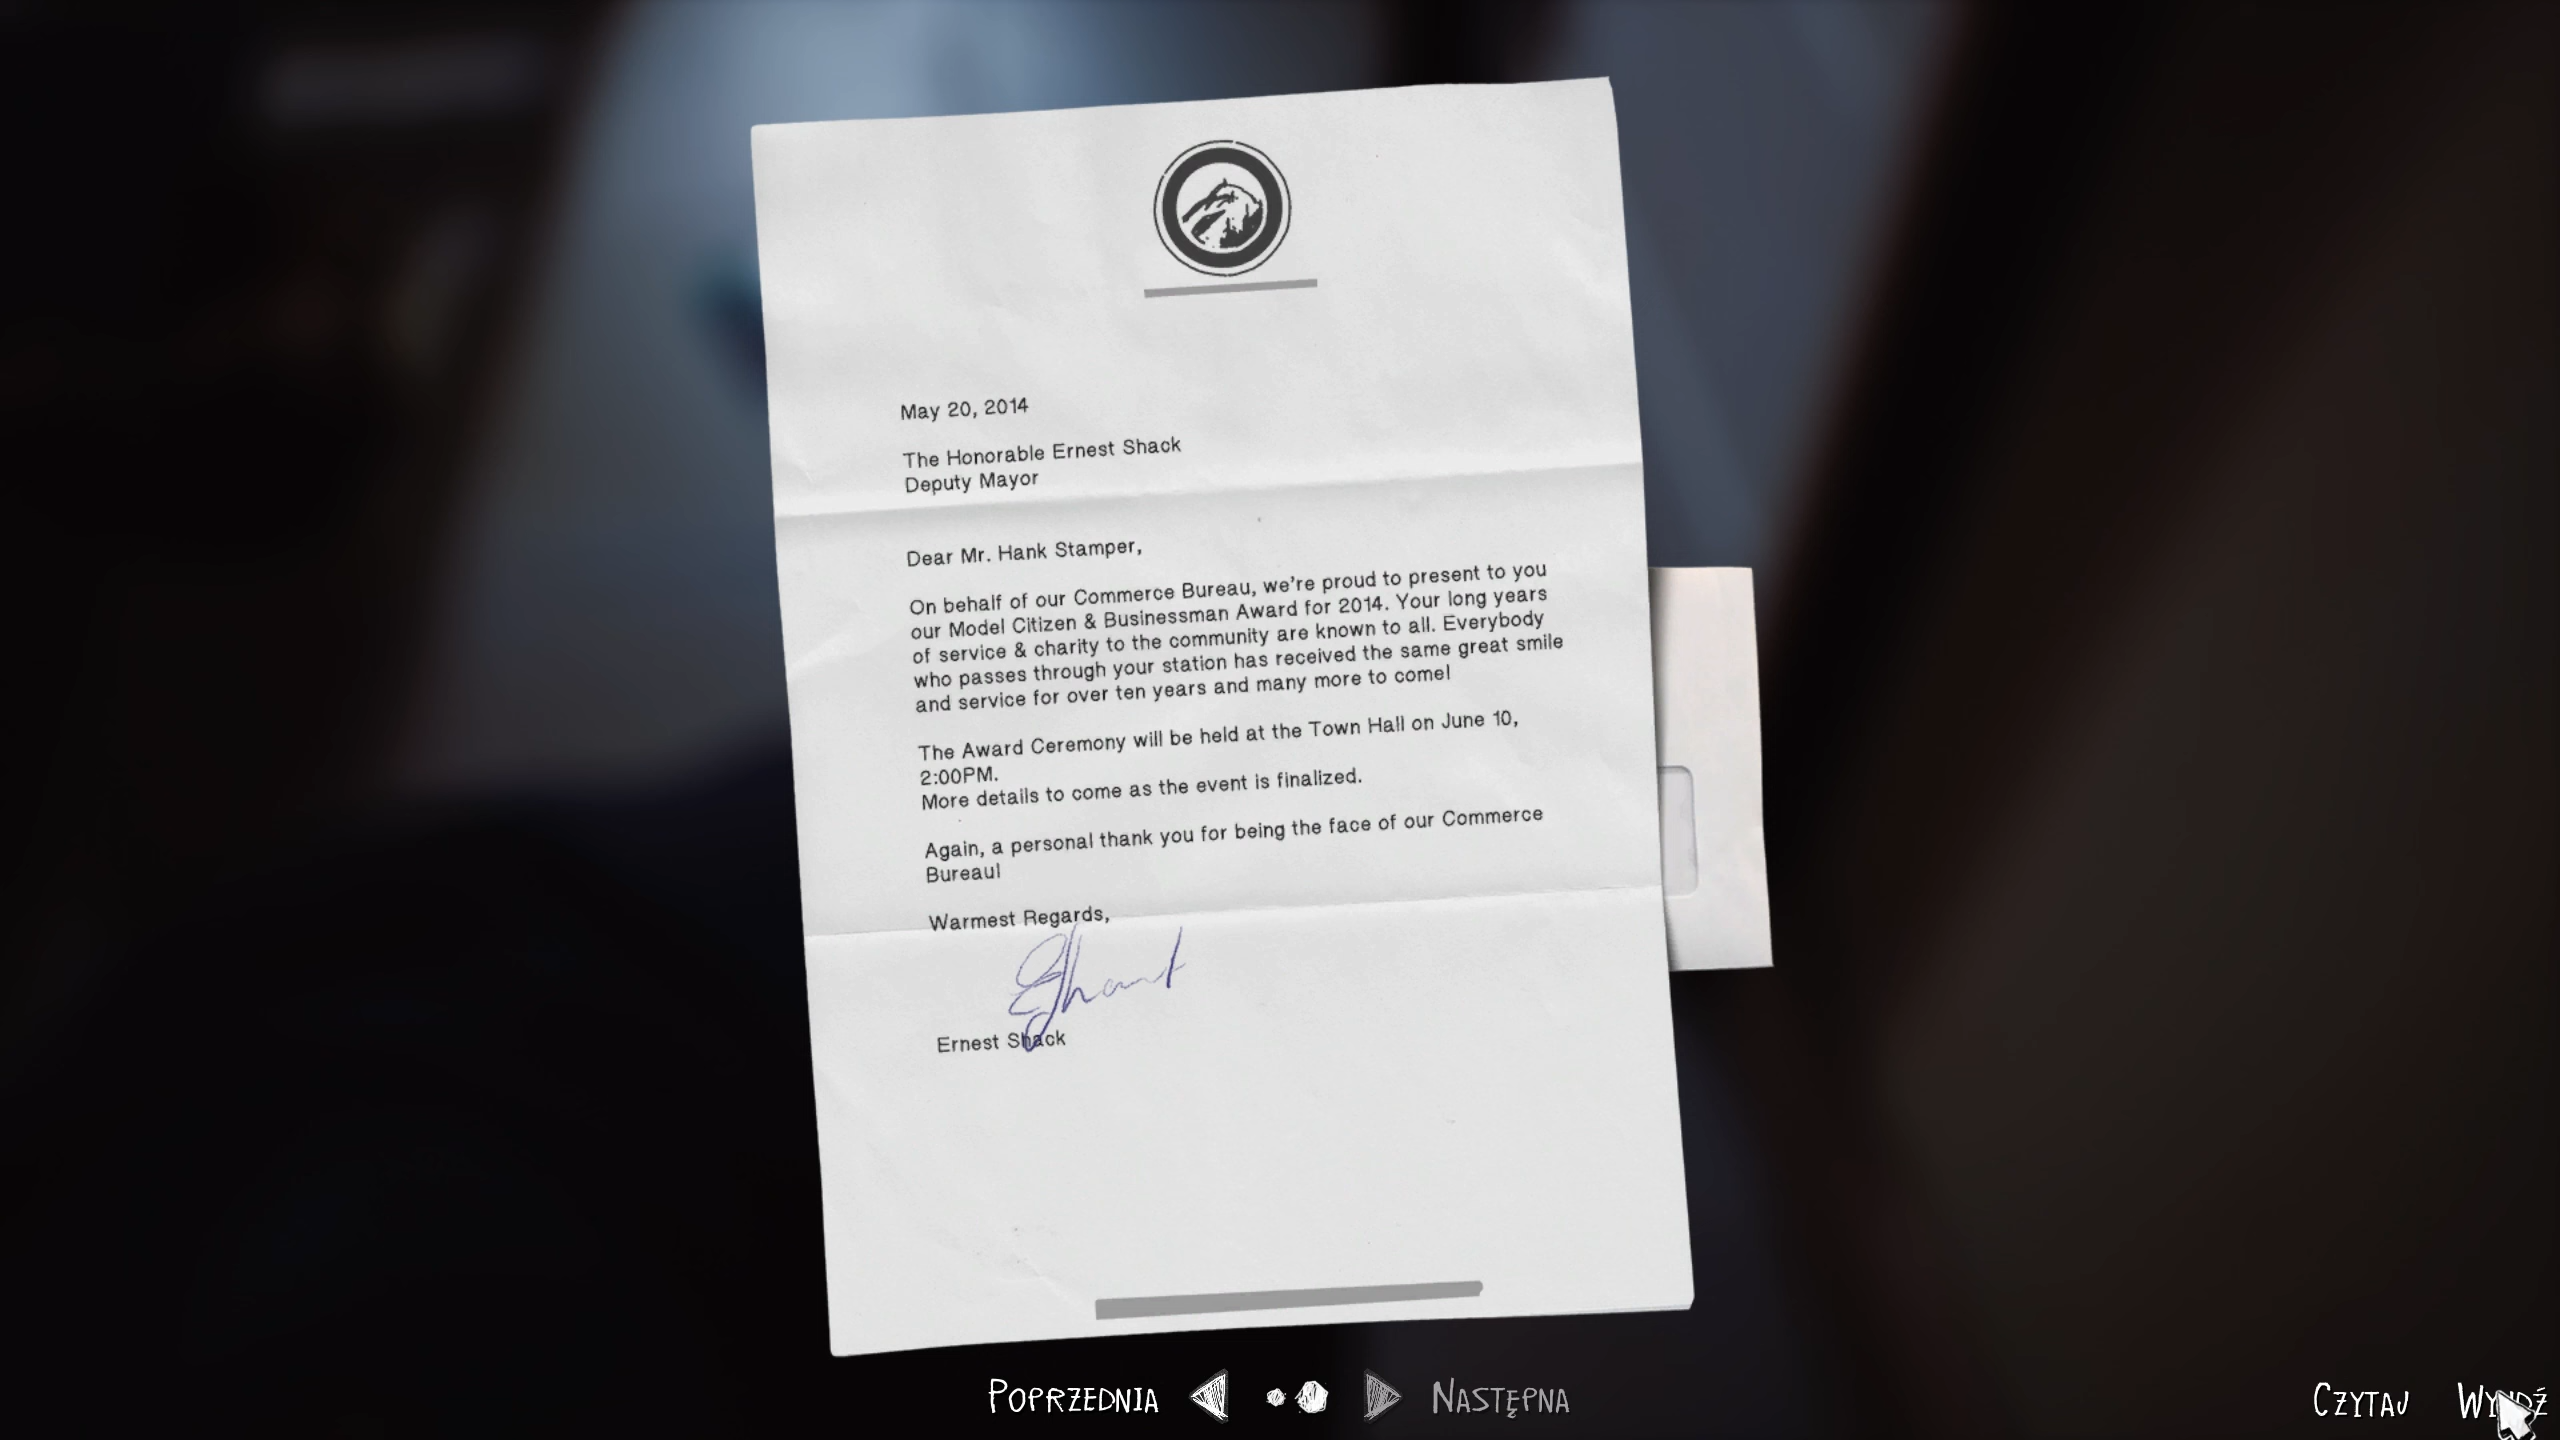 May 20, 2014
The Honorable Ernest Shack
Deputy Mayor
Dear Mr. Hank Stamper,
On behalf of our Commerce Bureau, we're proud to present to you
our Model Citizen & Businessman Award for 2014. Your long years
of service & charity to the community are known to all. Everybody
who passes through your station has received the same great smile
and service for over ten years and many more to come!
The Award Ceremony will be held at the Town Hall on June 10,
2:00PM.
More details to come as the event is finalized.
Again, a personal thank you for being the face of our Commerce
Bureau!
Warmest Regards,
Ernest Shack
POPRZEDNIA NASTĘPNA
CZYTAJ